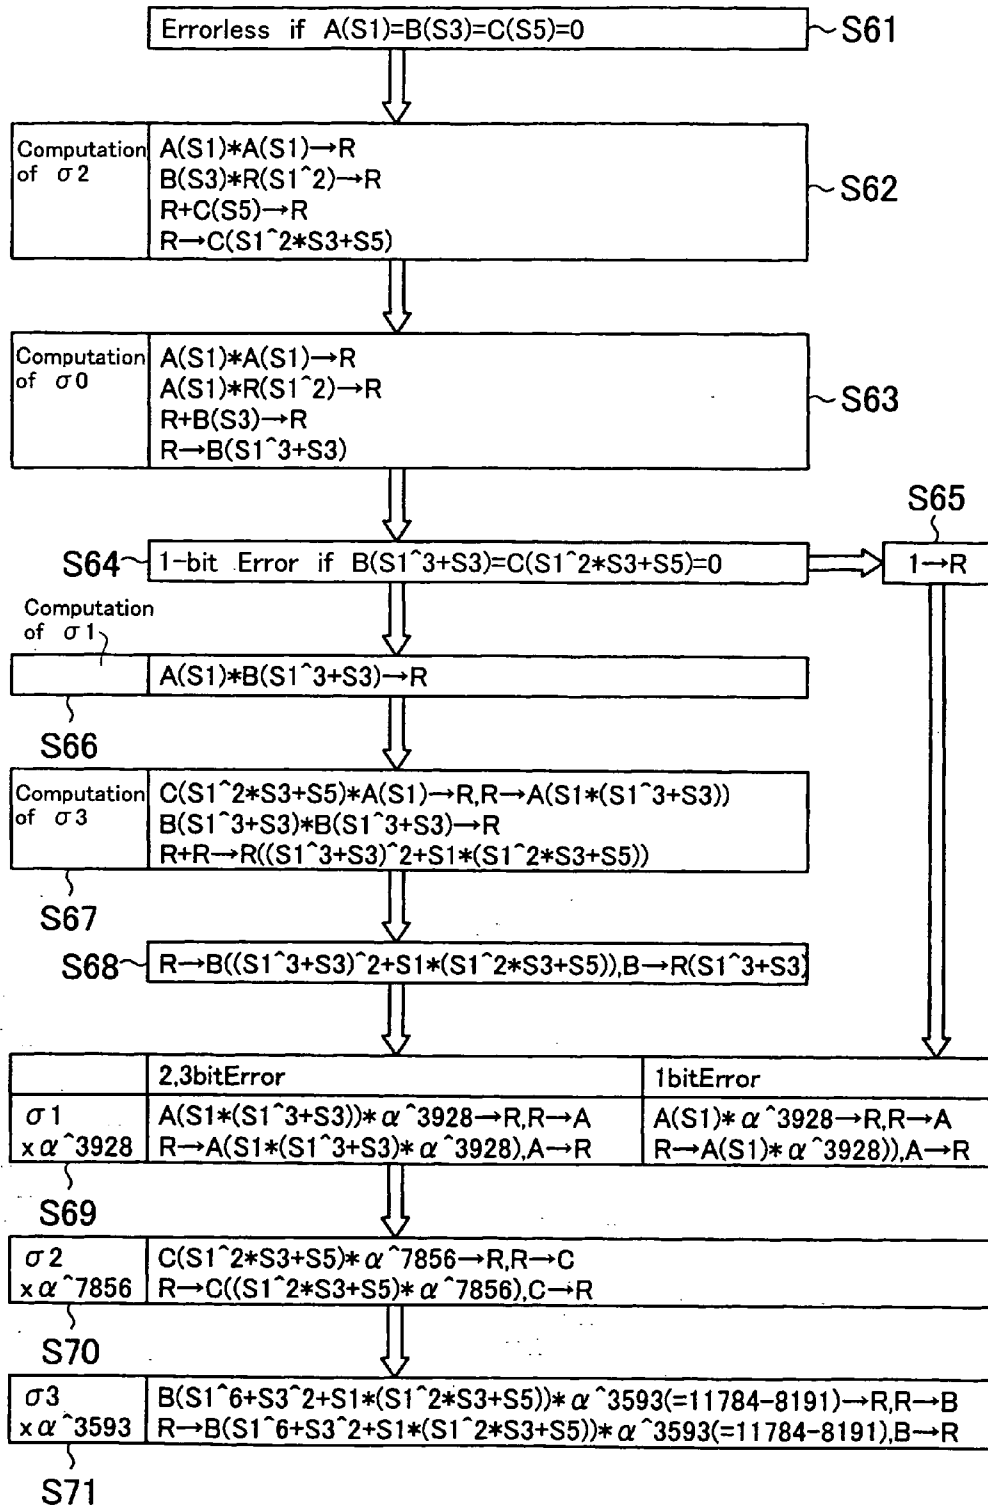 Errorless if A(S1)=B(S3)=C(S5)=0
S61
Computation of σ2
A(S1)*A(S1)→R
B(S3)*R(S1^2)→R
R+C(S5)→R
R→C(S1^2*S3+S5)
S62
Computation of σ0
A(S1)*A(S1)→R
A(S1)*R(S1^2)→R
R+B(S3)→R
R→B(S1^3+S3)
S63
S64
1-bit Error if B(S1^3+S3)=C(S1^2*S3+S5)=0
S65
1→R
Computation
of σ1
A(S1)*B(S1^3+S3)→R
S66
Computation
of σ3
C(S1^2*S3+S5)*A(S1)→R,R→A(S1*(S1^3+S3))
B(S1^3+S3)*B(S1^3+S3)→R
R+R→R((S1^3+S3)^2+S1*(S1^2*S3+S5))
S67
S68
R→B((S1^3+S3)^2+S1*(S1^2*S3+S5)),B→R(S1^3+S3)
2,3bitError
1bitError
σ1
x α^3928
A(S1*(S1^3+S3))*α^3928→R,R→A
R→A(S1*(S1^3+S3)*α^3928),A→R
A(S1)*α^3928→R,R→A
R→A(S1)*α^3928)),A→R
S69
σ2
x α^7856
C(S1^2*S3+S5)*α^7856→R,R→C
R→C((S1^2*S3+S5)*α^7856),C→R
S70
σ3
x α^3593
B(S1^6+S3^2+S1*(S1^2*S3+S5))*α^3593(=11784-8191)→R,R→B
R→B(S1^6+S3^2+S1*(S1^2*S3+S5))*α^3593(=11784-8191),B→R
S71